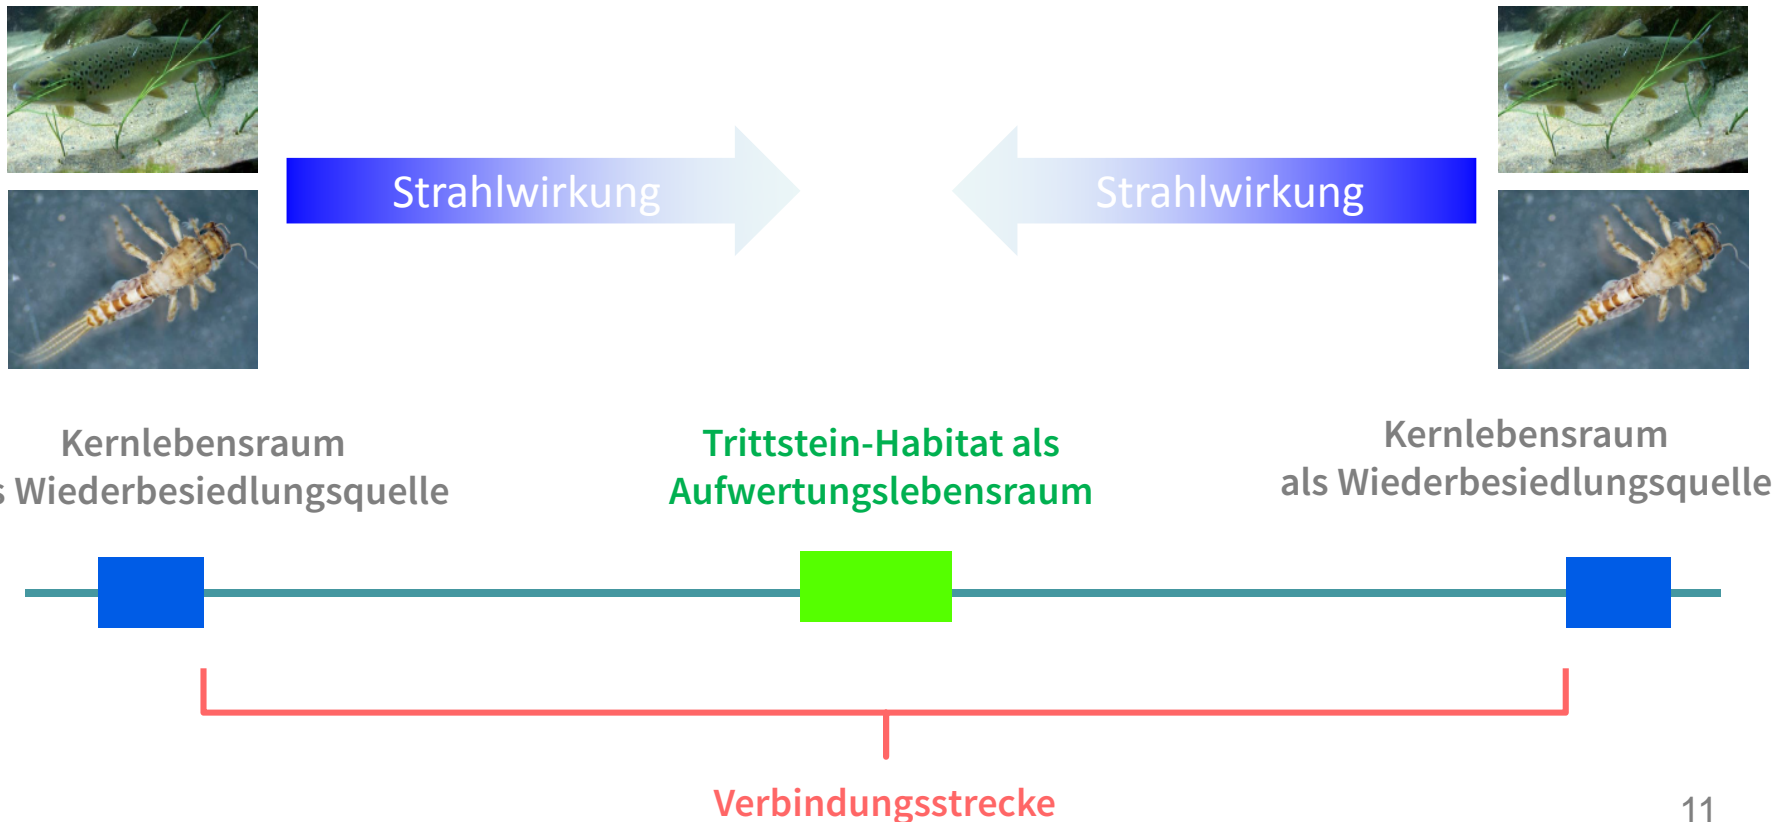 Strahlwirkung
Strahlwirkung
Kernlebensraum
s Wiederbesiedlungsquelle
Trittstein-Habitat als
Aufwertungslebensraum
Kernlebensraum
als Wiederbesiedlungsquelle
Verbindungsstrecke
11